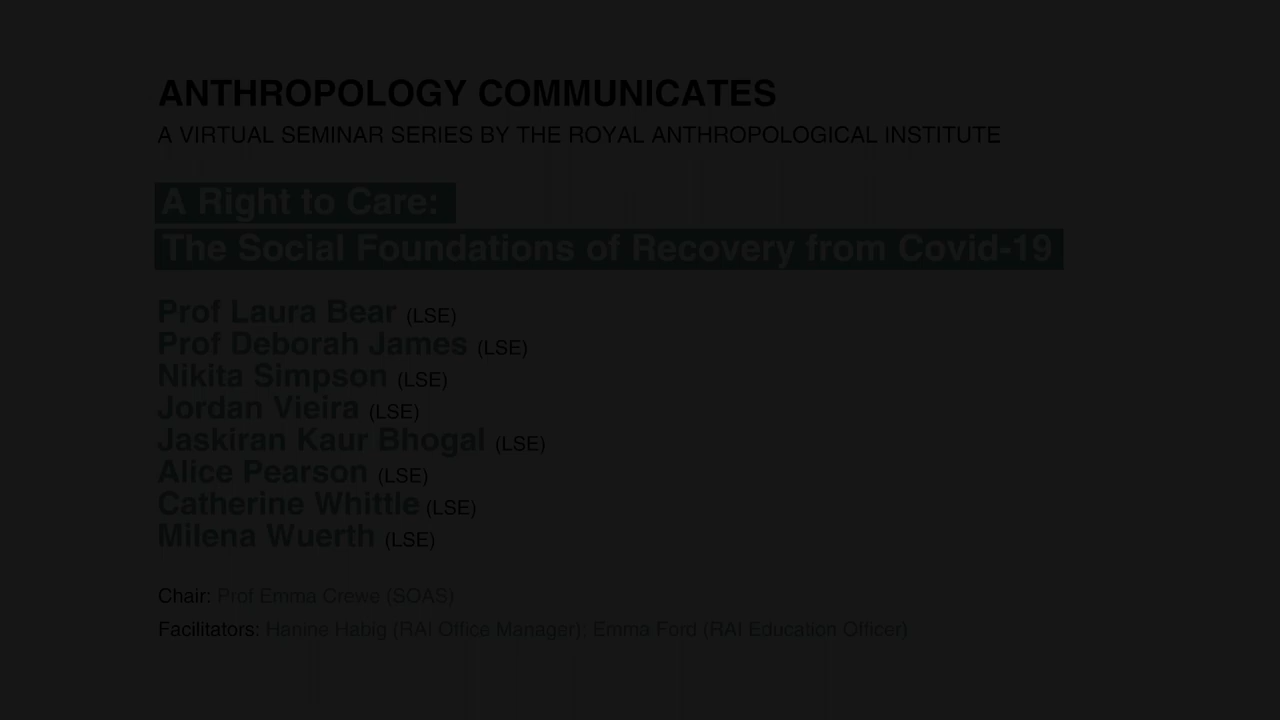 ANTHROPOLOGY COMMUNICATES
A VIRTUAL SEMINAR SERIES BY THE ROYAL ANTHROPOLOGICAL INSTITUTE
A Right to Care:
The Social Foundations of Recovery from Covid-19
Prof Laura Bear (LSE)
Prof Deborah James (LSE)
Nikita Simpson (LSE)
Jordan Vieira (LSE)
Jaskiran Kaur Bhogal (LSE)
Alice Pearson (LSE)
Catherine Whittle (LSE)
Milena Wuerth (LSE)
Chair: Prof Emma Crewe (SOAS)
Facilitators: Hanine Habig (RAI Office Manager); Emma Ford (RAI Education Officer)